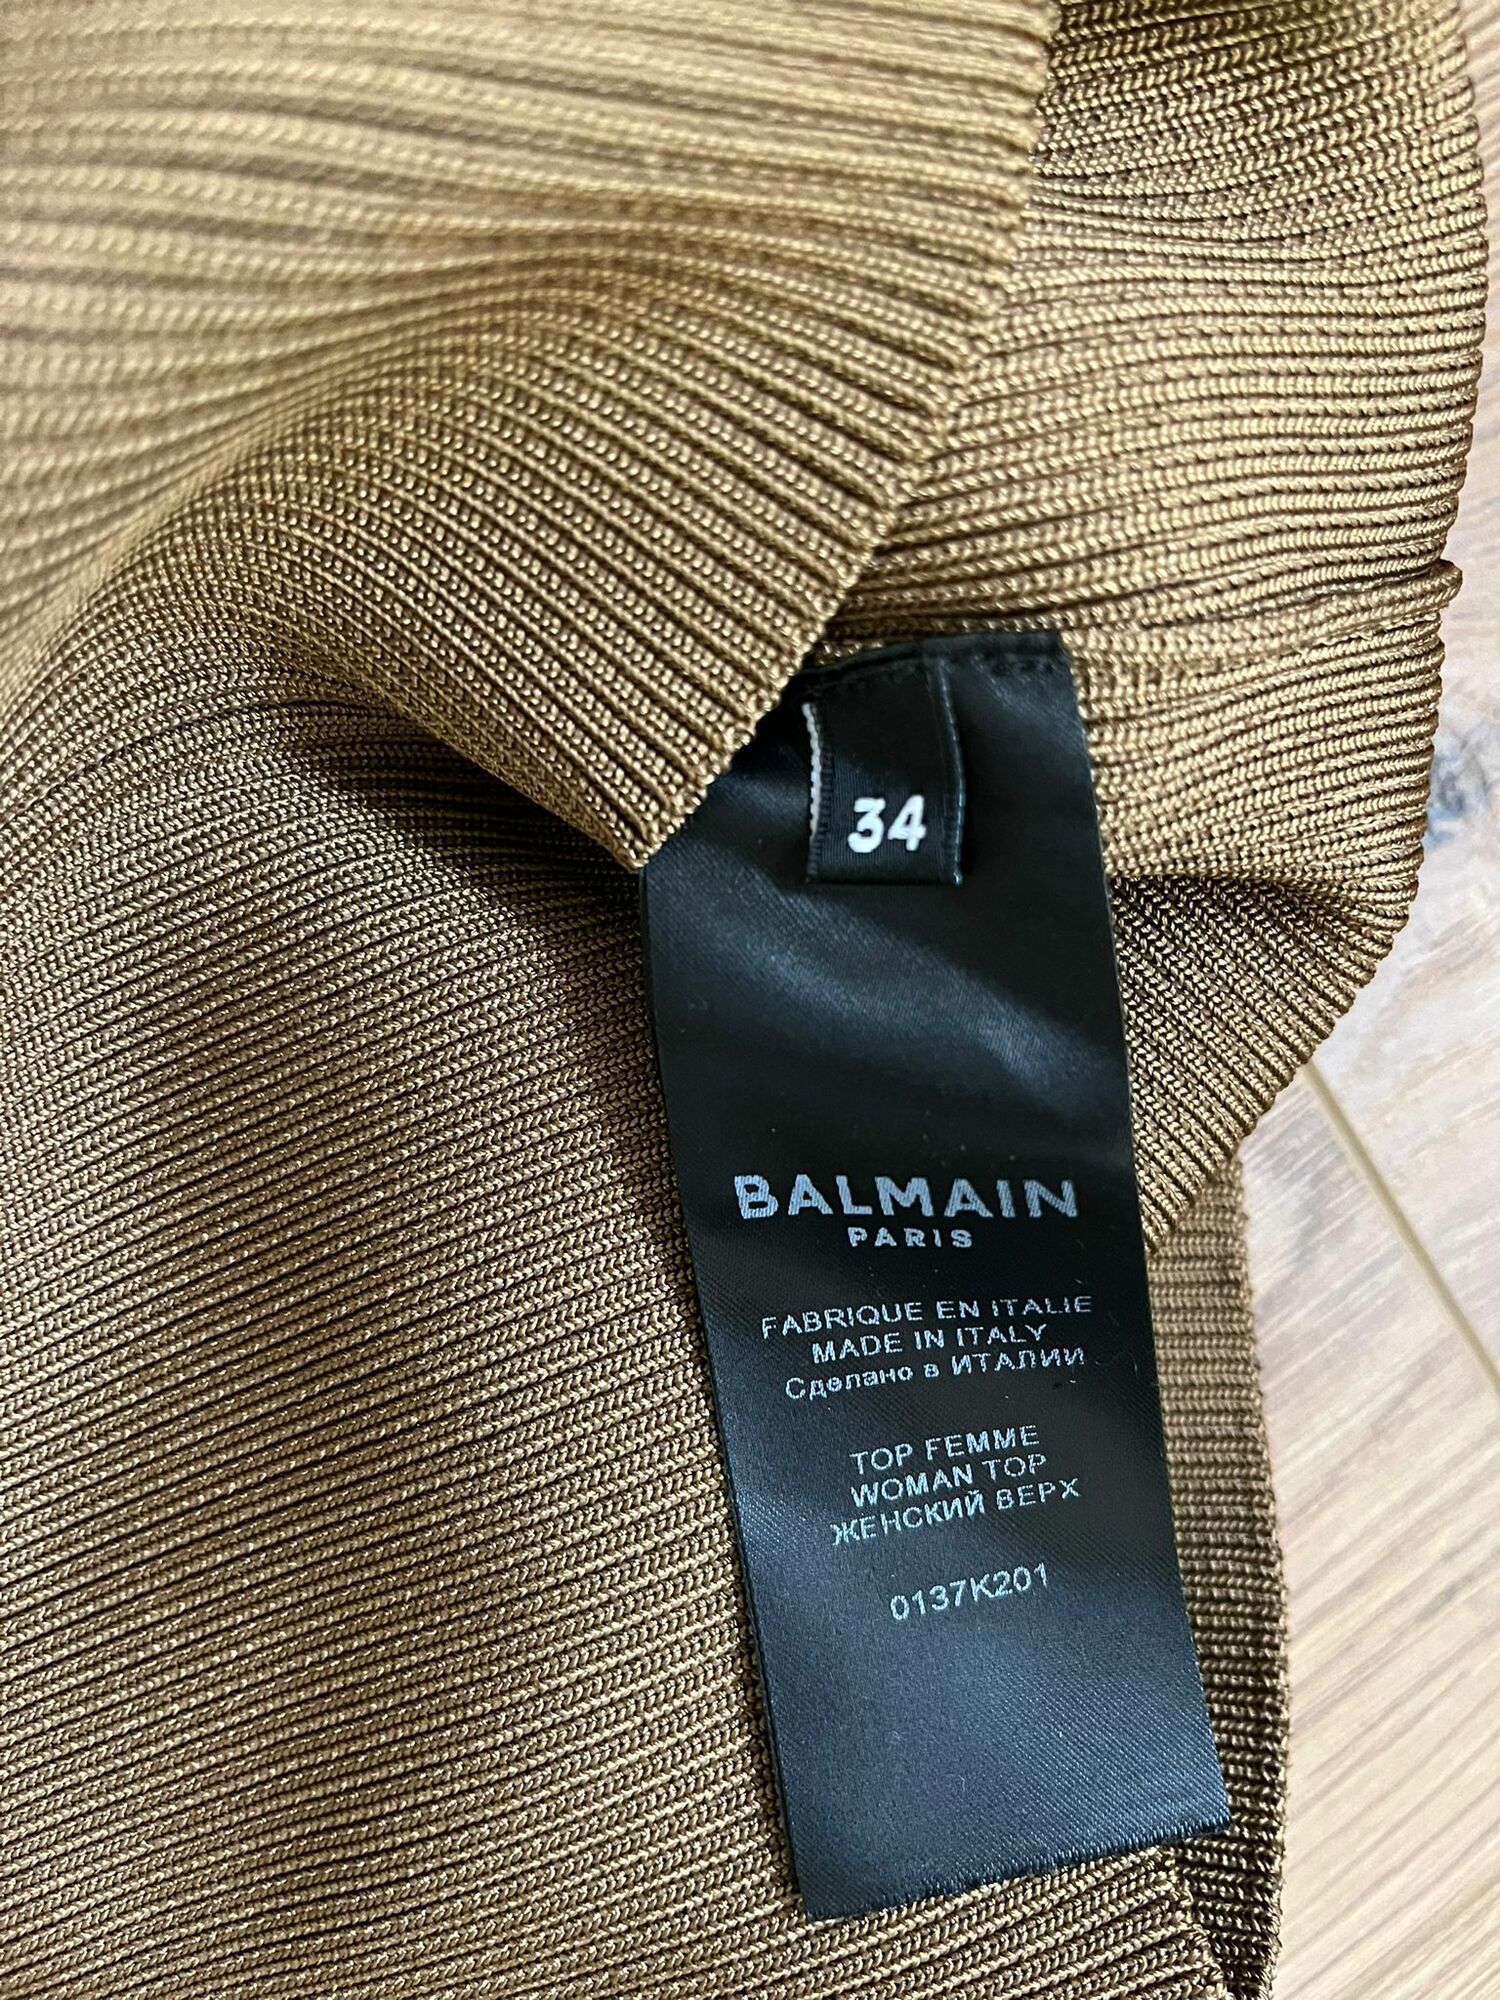 34
BALMAIN
PARIS
FABRIQUE EN ITALIE
MADE IN ITALY
Сделано в ИТАЛИИ
TOP FEMME
WOMAN TOP
ЖЕНСКИЙ ВЕРХ
0137K201